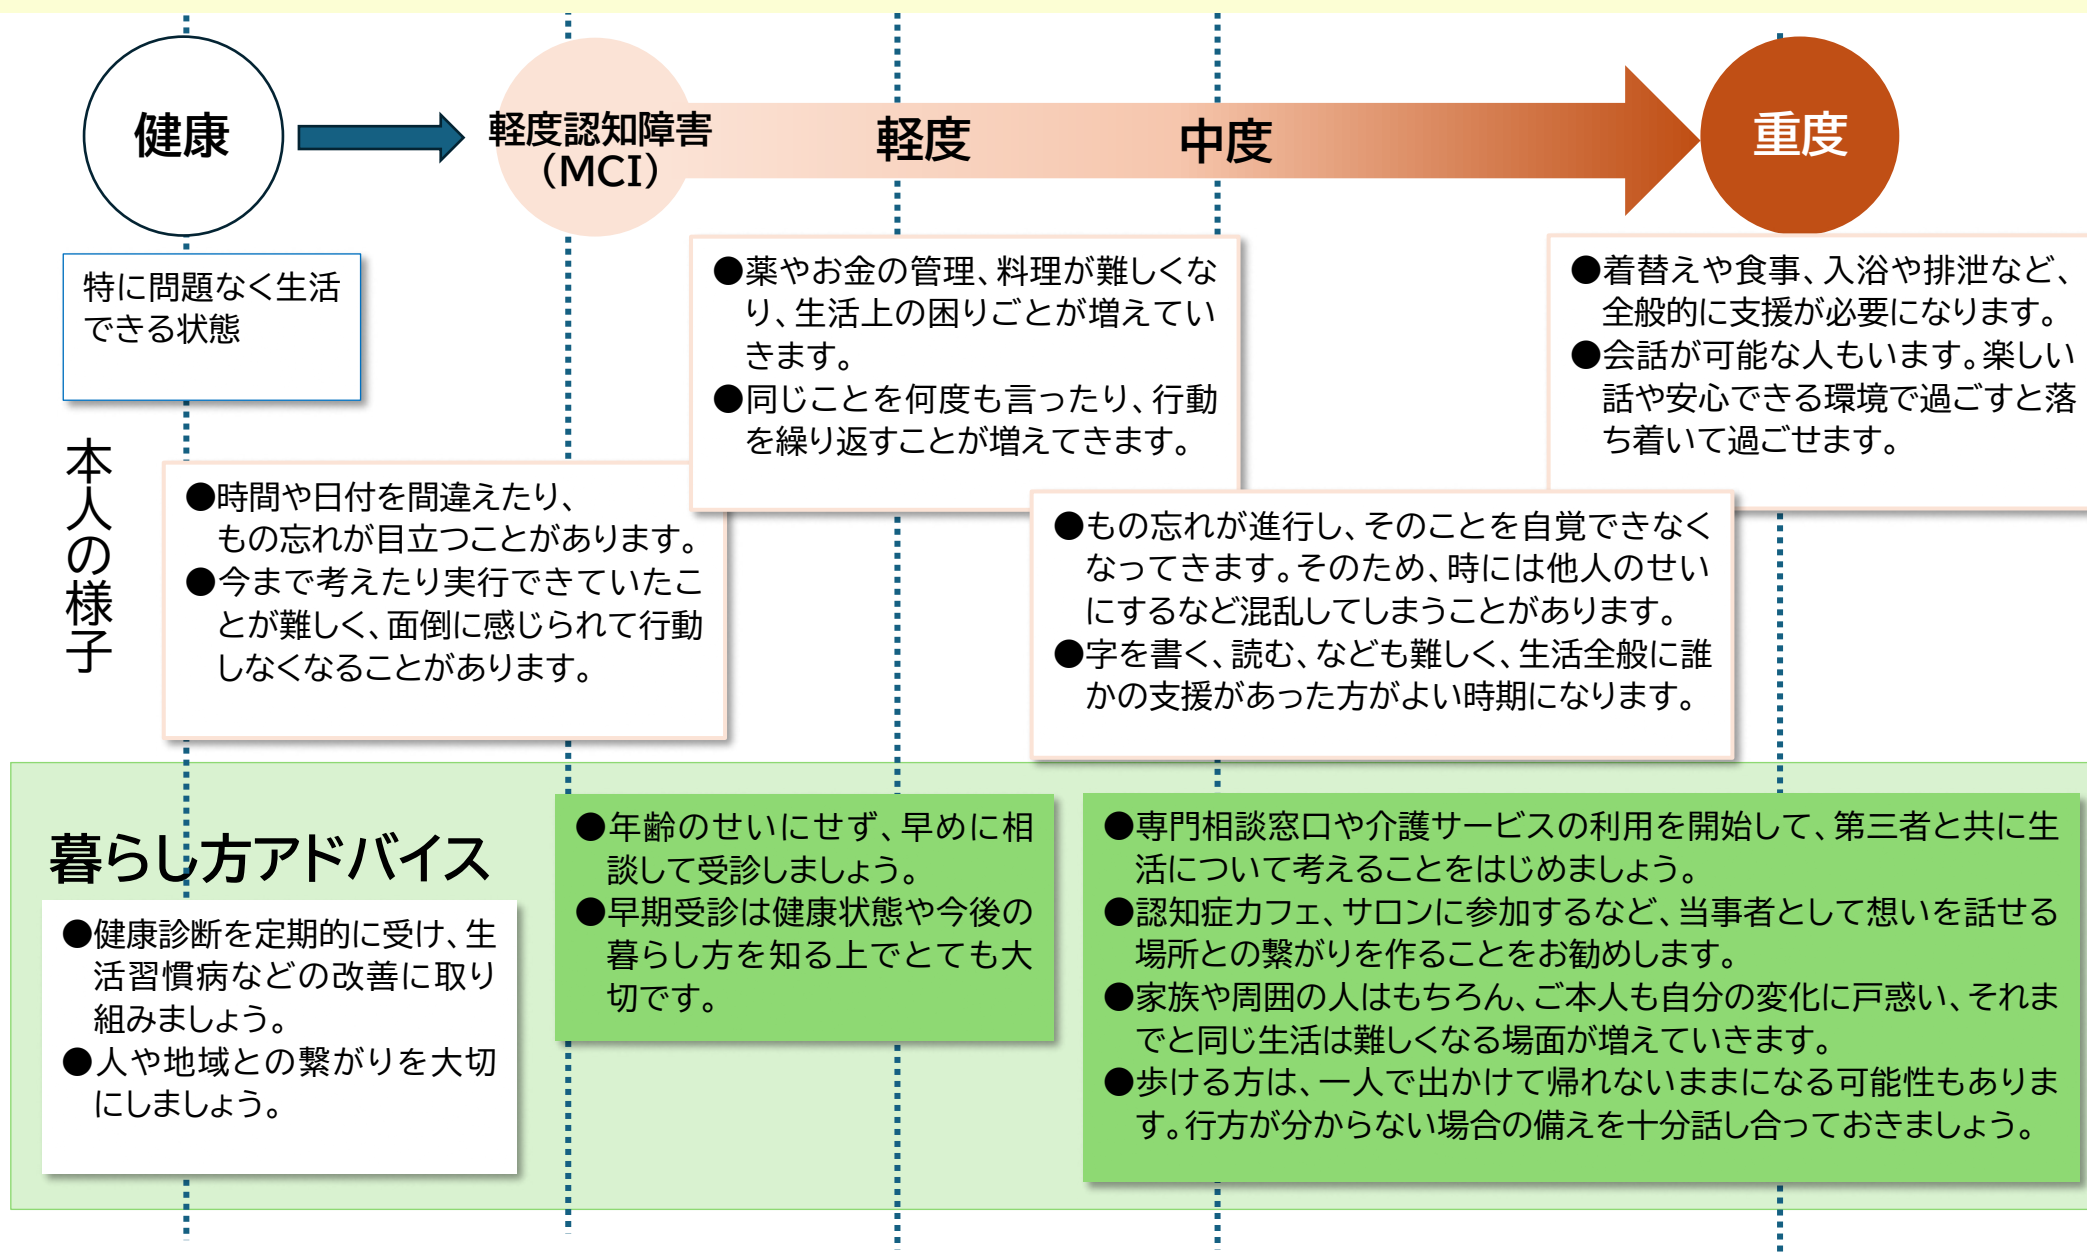 健康
軽度認知障害
（MCI）
軽度
中度
重度
特に問題なく生活
できる状態
●薬やお金の管理、料理が難しくな
り、生活上の困りごとが増えてい
きます。
●同じことを何度も言ったり、行動
を繰り返すことが増えてきます。
●着替えや食事、入浴や排泄など、
全般的に支援が必要になります。
●会話が可能な人もいます。楽しい
話や安心できる環境で過ごすと落
ち着いて過ごせます。
本人の様子
●時間や日付を間違えたり、
もの忘れが目立つことがあります。
●今まで考えたり実行できていたこ
とが難しく、面倒に感じられて行動
しなくなることがあります。
●もの忘れが進行し、そのことを自覚できなく
なってきます。そのため、時には他人のせい
にするなど混乱してしまうことがあります。
●字を書く、読む、なども難しく、生活全般に誰
かの支援があった方がよい時期になります。
暮らし方アドバイス
●健康診断を定期的に受け、生
活習慣病などの改善に取り
組みましょう。
●人や地域との繋がりを大切
にしましょう。
●年齢のせいにせず、早めに相
談して受診しましょう。
●早期受診は健康状態や今後の
暮らし方を知る上でとても大
切です。
●専門相談窓口や介護サービスの利用を開始して、第三者と共に生
活について考えることをはじめましょう。
●認知症カフェ、サロンに参加するなど、当事者として想いを話せる
場所との繋がりを作ることをお勧めします。
●家族や周囲の人はもちろん、ご本人も自分の変化に戸惑い、それま
でと同じ生活は難しくなる場面が増えていきます。
●歩ける方は、一人で出かけて帰れないままになる可能性もありま
す。行方が分からない場合の備えを十分話し合っておきましょう。